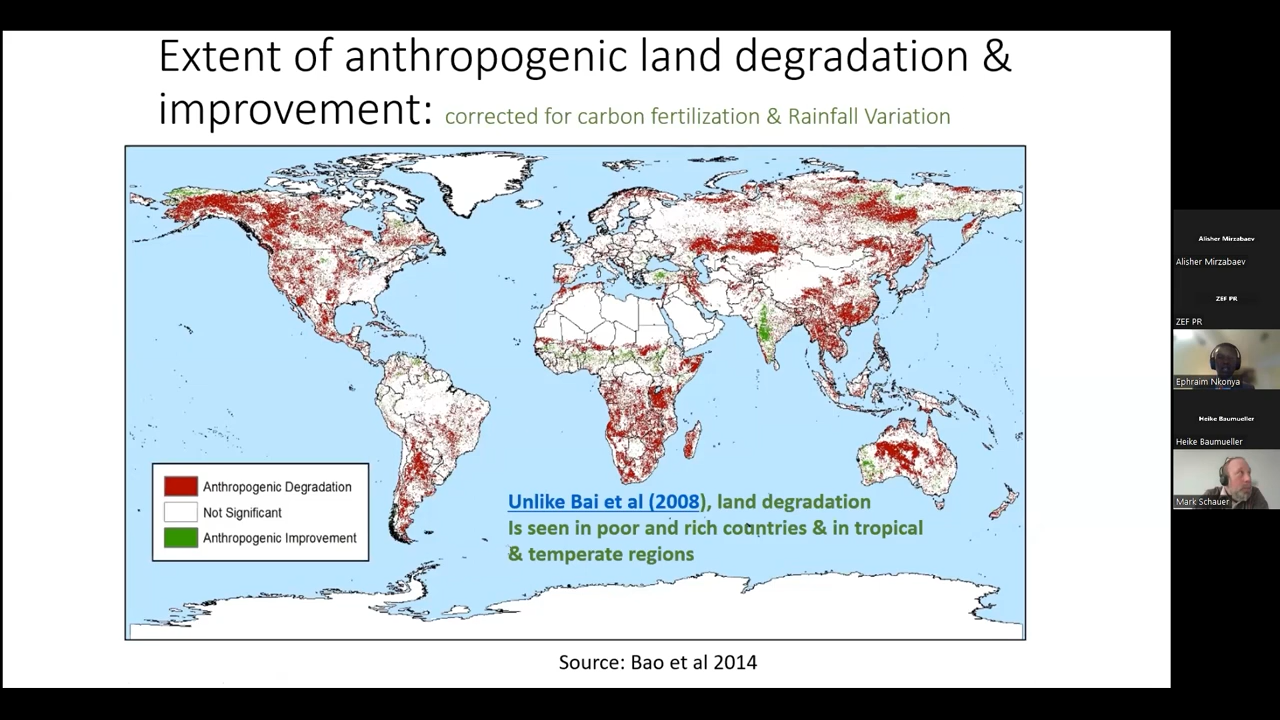 Extent of anthropogenic land degradation &
improvement: corrected for carbon fertilization & Rainfall Variation
Anthropogenic Degradation
Not Significant
Anthropogenic Improvement
Unlike Bai et al (2008), land degradation
Is seen in poor and rich countries & in tropical
& temperate regions
Source: Bao et al 2014
Alisher Mirzabaev
Alisher Mirzabaev
ZEF PR
ZEF PR
Ephraim Nkonya
Heike Baumueller
Heike Baumueller
Mark Schauer